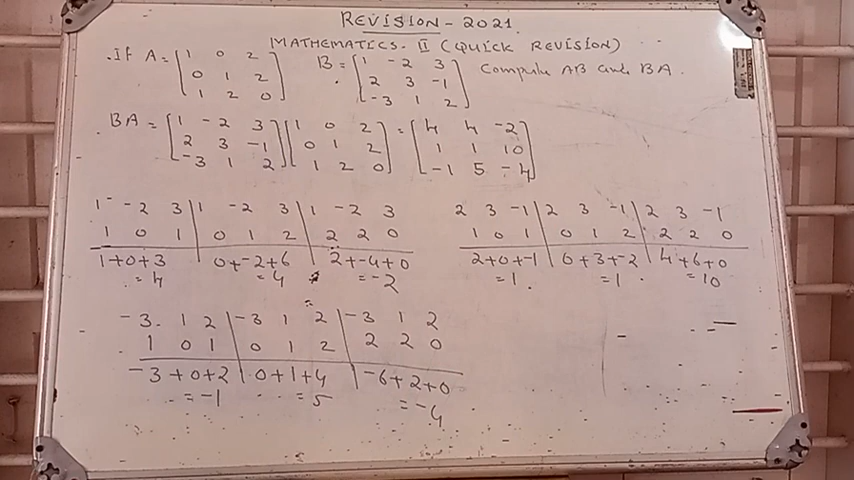 REVISION - 2021.
MATHEMATICS. II (QUICK REVISION)
.If A = [1 0 2 B = [1 -2 3] Compute AB and BA.
0 1 2 2 3 -1
1 2 0] -3 1 2]
BA = [1 -2 3] [1 0 2] = [4 4 -2]
2 3 -1 0 1 2 1 1 10
-3 1 2 1 2 0 -1 5 -4
1 -2 3 | 1 -2 3 | 1 -2 3
1 0 1 | 0 1 2 | 2 2 0
1+0+3 0+-2+6 2+-4+0
=4 =4 =-2
2 3 -1 | 2 3 -1 | 2 3 -1
1 0 1 | 0 1 2 | 2 2 0
2+0+-1 0+3+-2 4+6+0
=1. =1. =10
-3. 1 2 | -3 1 2 | -3 1 2
1 0 1 | 0 1 2 | 2 2 0
-3+0+2 | 0+1+4 | -6+2+0
=-1 =5 =-4